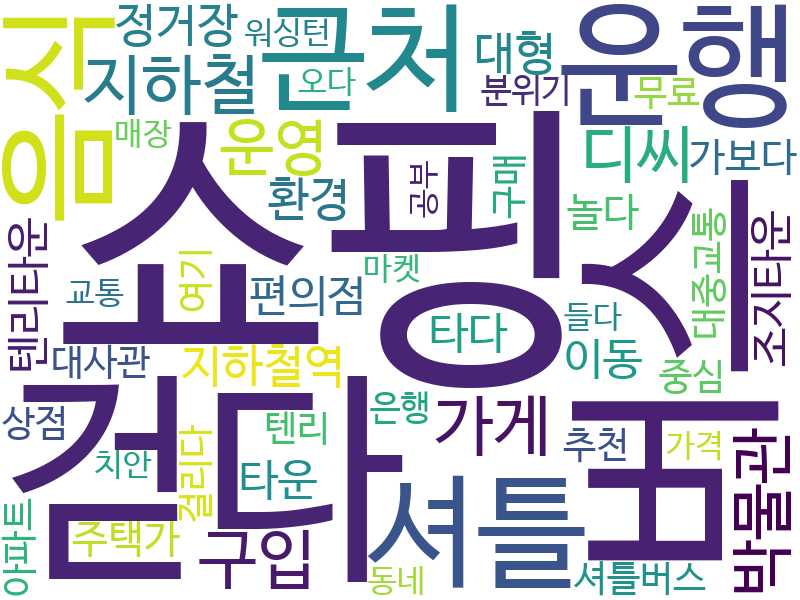 정거장
워싱턴
근처
대형
운행
음식
지하철
오다
분위기
무료
매장
운영
쇼핑
디씨
가보다
환경
공부
구매
놀다
버스
대중교통
조지타운
텐리타운
교통
여기
편의점
마켓
타다
들다
이동
대사관
지하철역
중심
걷다
상점
텐리
은행
가게
추천
가격
치안
걸리다
타운
셔틀
박물관
아파트
주택가
구입
동네
셔틀버스